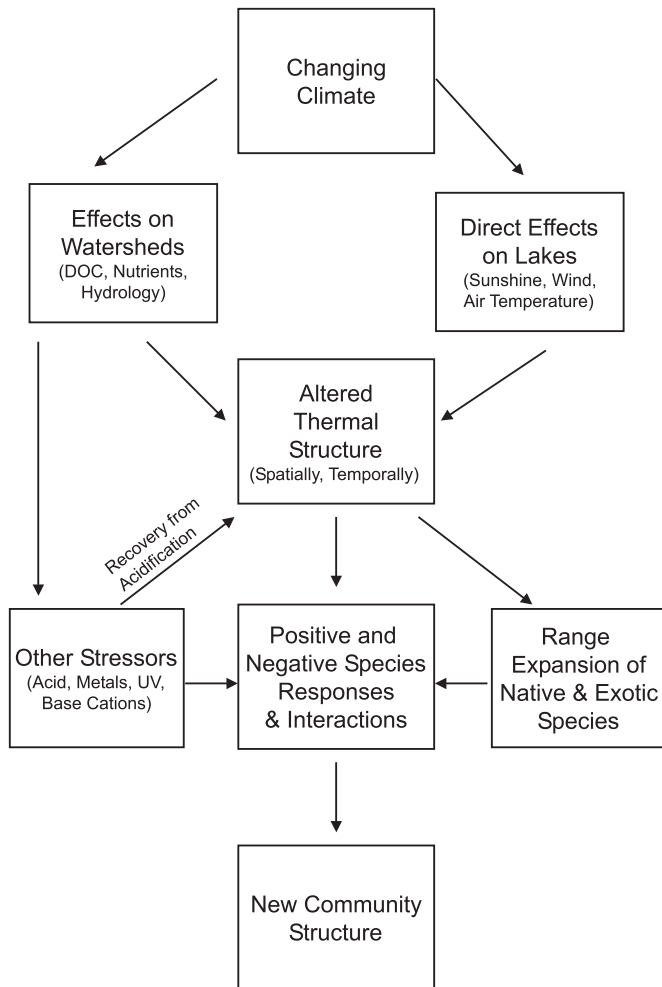 Changing
Climate
Effects on
Watersheds
(DOC, Nutrients,
Hydrology)
Direct Effects
on Lakes
(Sunshine, Wind,
Air Temperature)
Altered
Thermal
Structure
(Spatially, Temporally)
Recovery from
Acidification
Other Stressors
(Acid, Metals, UV,
Base Cations)
Positive and
Negative Species
Responses
& Interactions
Range
Expansion of
Native & Exotic
Species
New Community
Structure